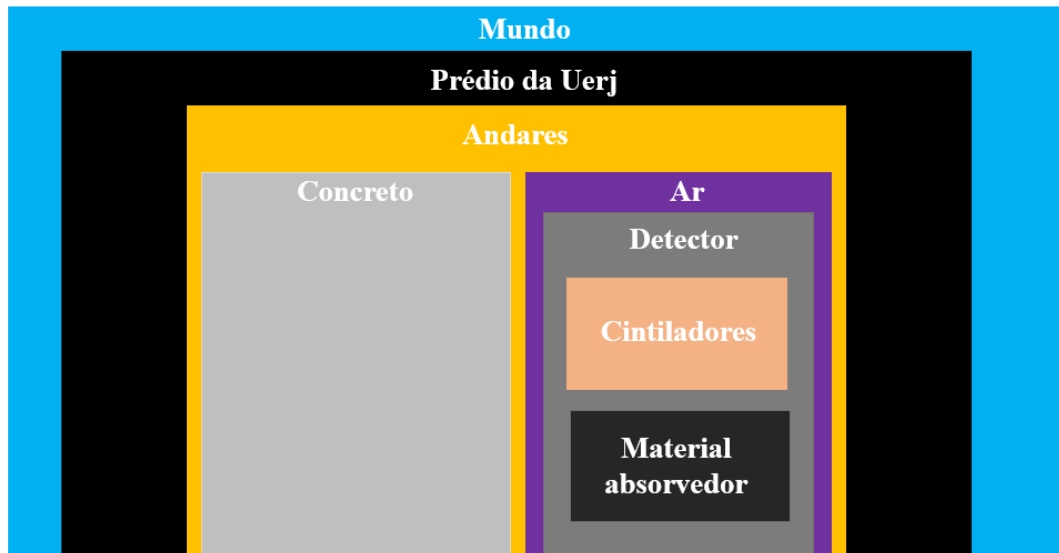 Mundo
Prédio da Uerj
Andares
Concreto
Ar
Detector
Cintiladores
Material
absorvedor